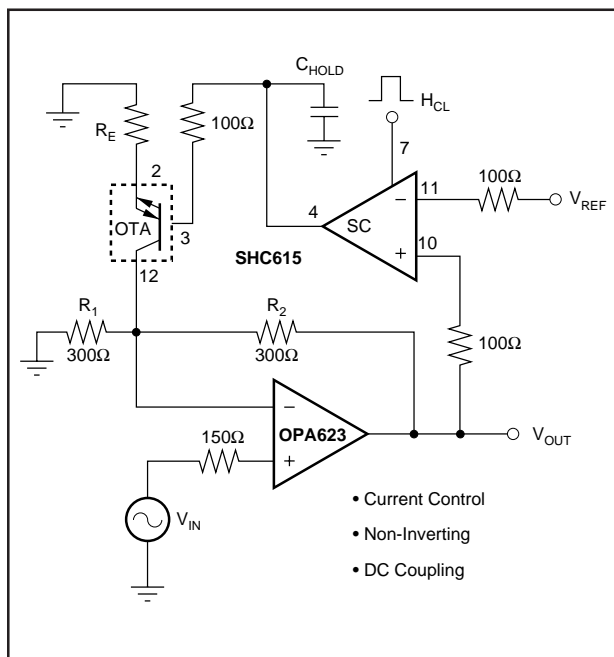 C_HOLD
H_CL
R_E
100Ω
7
2
11
100Ω
V_REF
OTA
3
4
SC
−
+
10
SHC615
12
R_1
300Ω
R_2
300Ω
100Ω
−
OPA623
+
V_OUT
150Ω
V_IN
• Current Control
• Non-Inverting
• DC Coupling